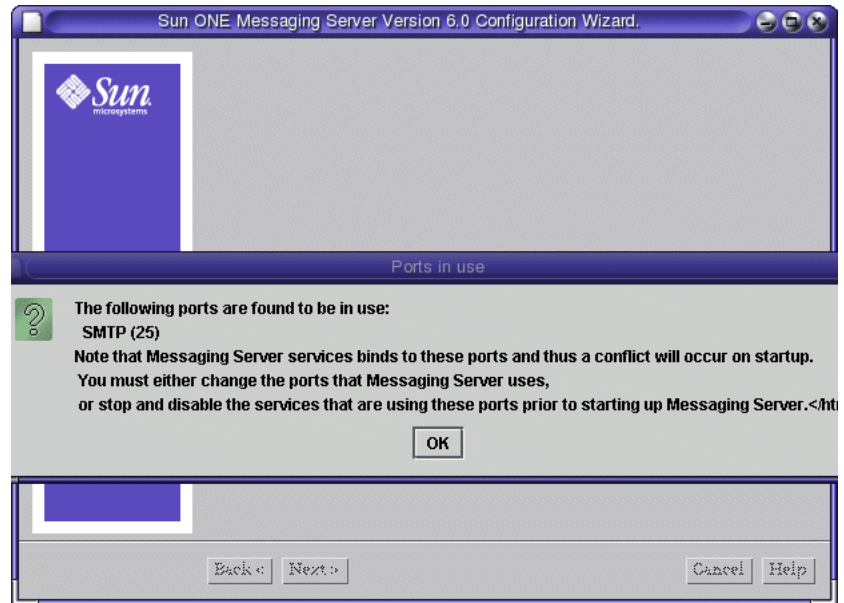 Sun ONE Messaging Server Version 6.0 Configuration Wizard.
Sun
microsystems
Ports in use
The following ports are found to be in use:
SMTP (25)
Note that Messaging Server services binds to these ports and thus a conflict will occur on startup.
You must either change the ports that Messaging Server uses,
or stop and disable the services that are using these ports prior to starting up Messaging Server.</ht
OK
Back <
Next >
Cancel
Help